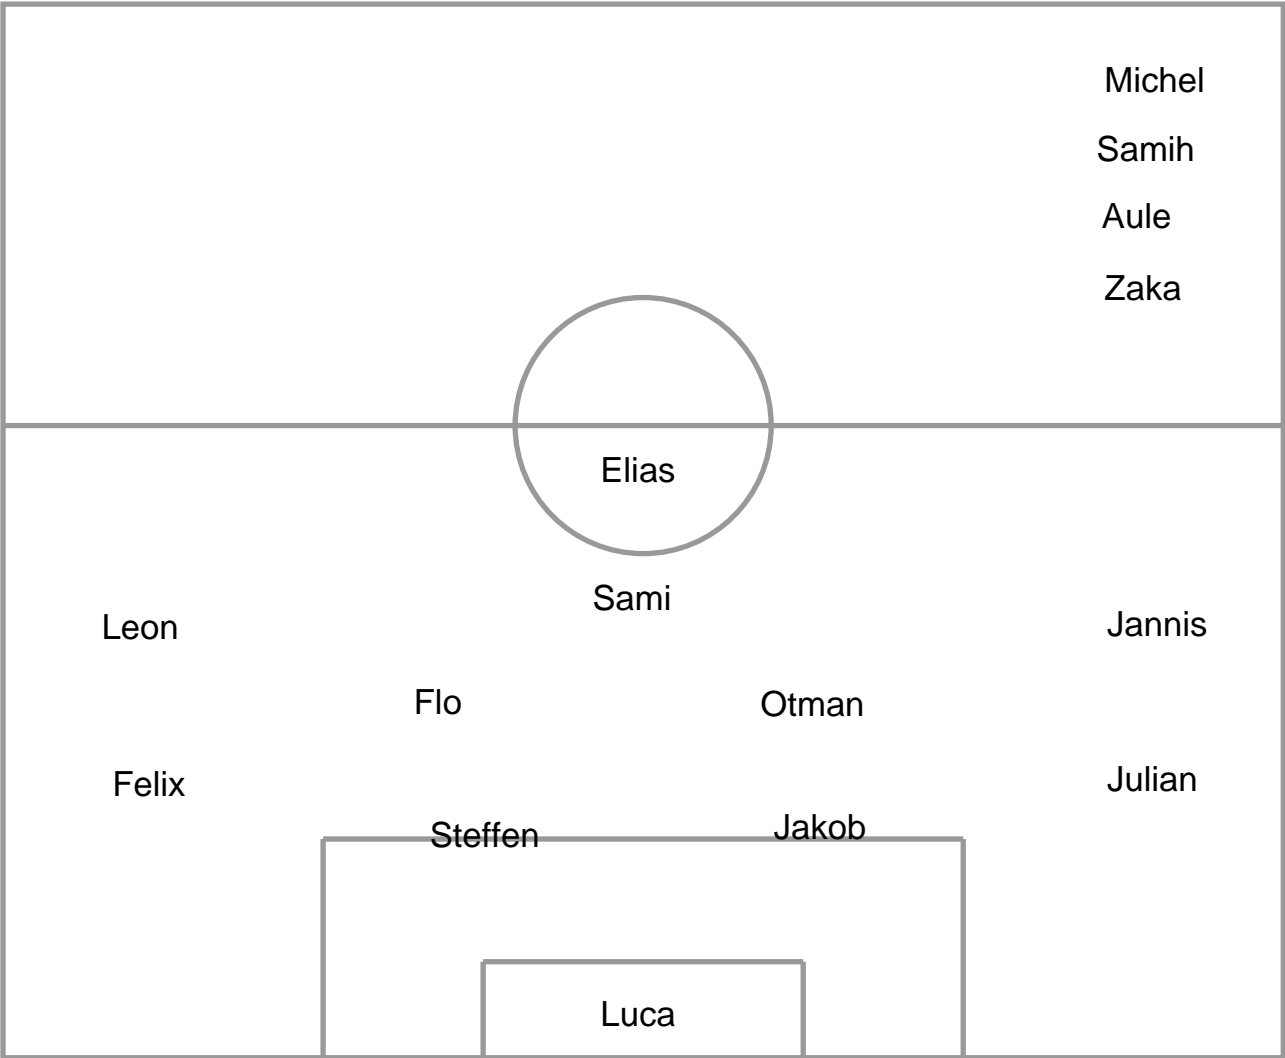 Michel
Samih
Aule
Zaka
Elias
Sami
Leon
Jannis
Flo
Otman
Felix
Julian
Steffen
Jakob
Luca